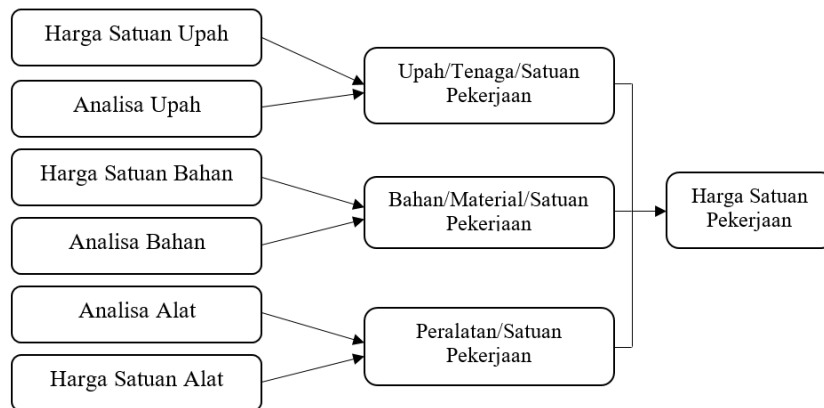 Harga Satuan Upah
Analisa Upah
Harga Satuan Bahan
Analisa Bahan
Analisa Alat
Harga Satuan Alat
Upah/Tenaga/Satuan
Pekerjaan
Bahan/Material/Satuan
Pekerjaan
Peralatan/Satuan
Pekerjaan
Harga Satuan
Pekerjaan